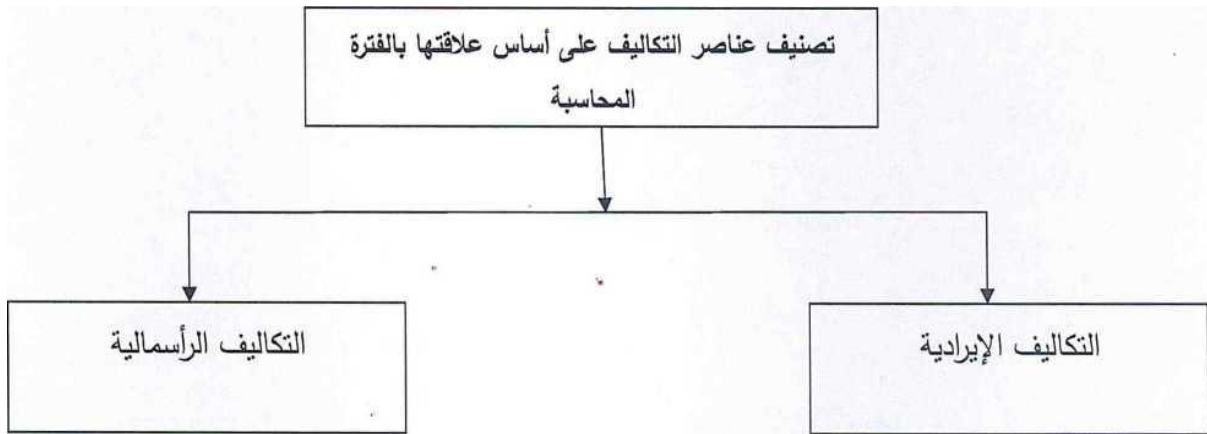 تصنيف عناصر التكاليف على أساس علاقتها بالفترة
المحاسبة
التكاليف الإيرادية
التكاليف الرأسمالية